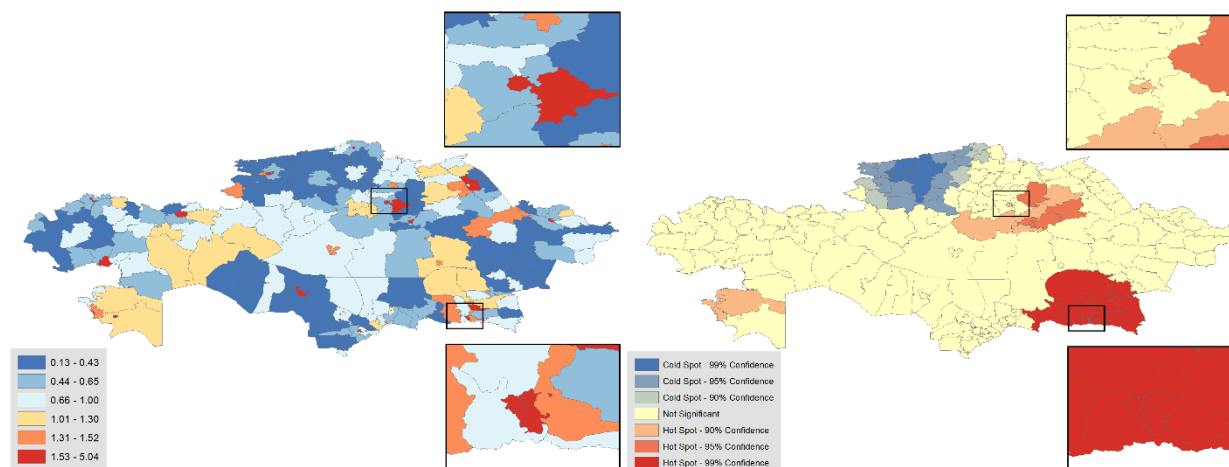 0.13 - 0.43
0.44 - 0.65
0.66 - 1.00
1.01 - 1.30
1.31 - 1.52
1.53 - 5.04
Cold Spot - 99% Confidence
Cold Spot - 95% Confidence
Cold Spot - 90% Confidence
Not Significant
Hot Spot - 90% Confidence
Hot Spot - 95% Confidence
Hot Spot - 99% Confidence